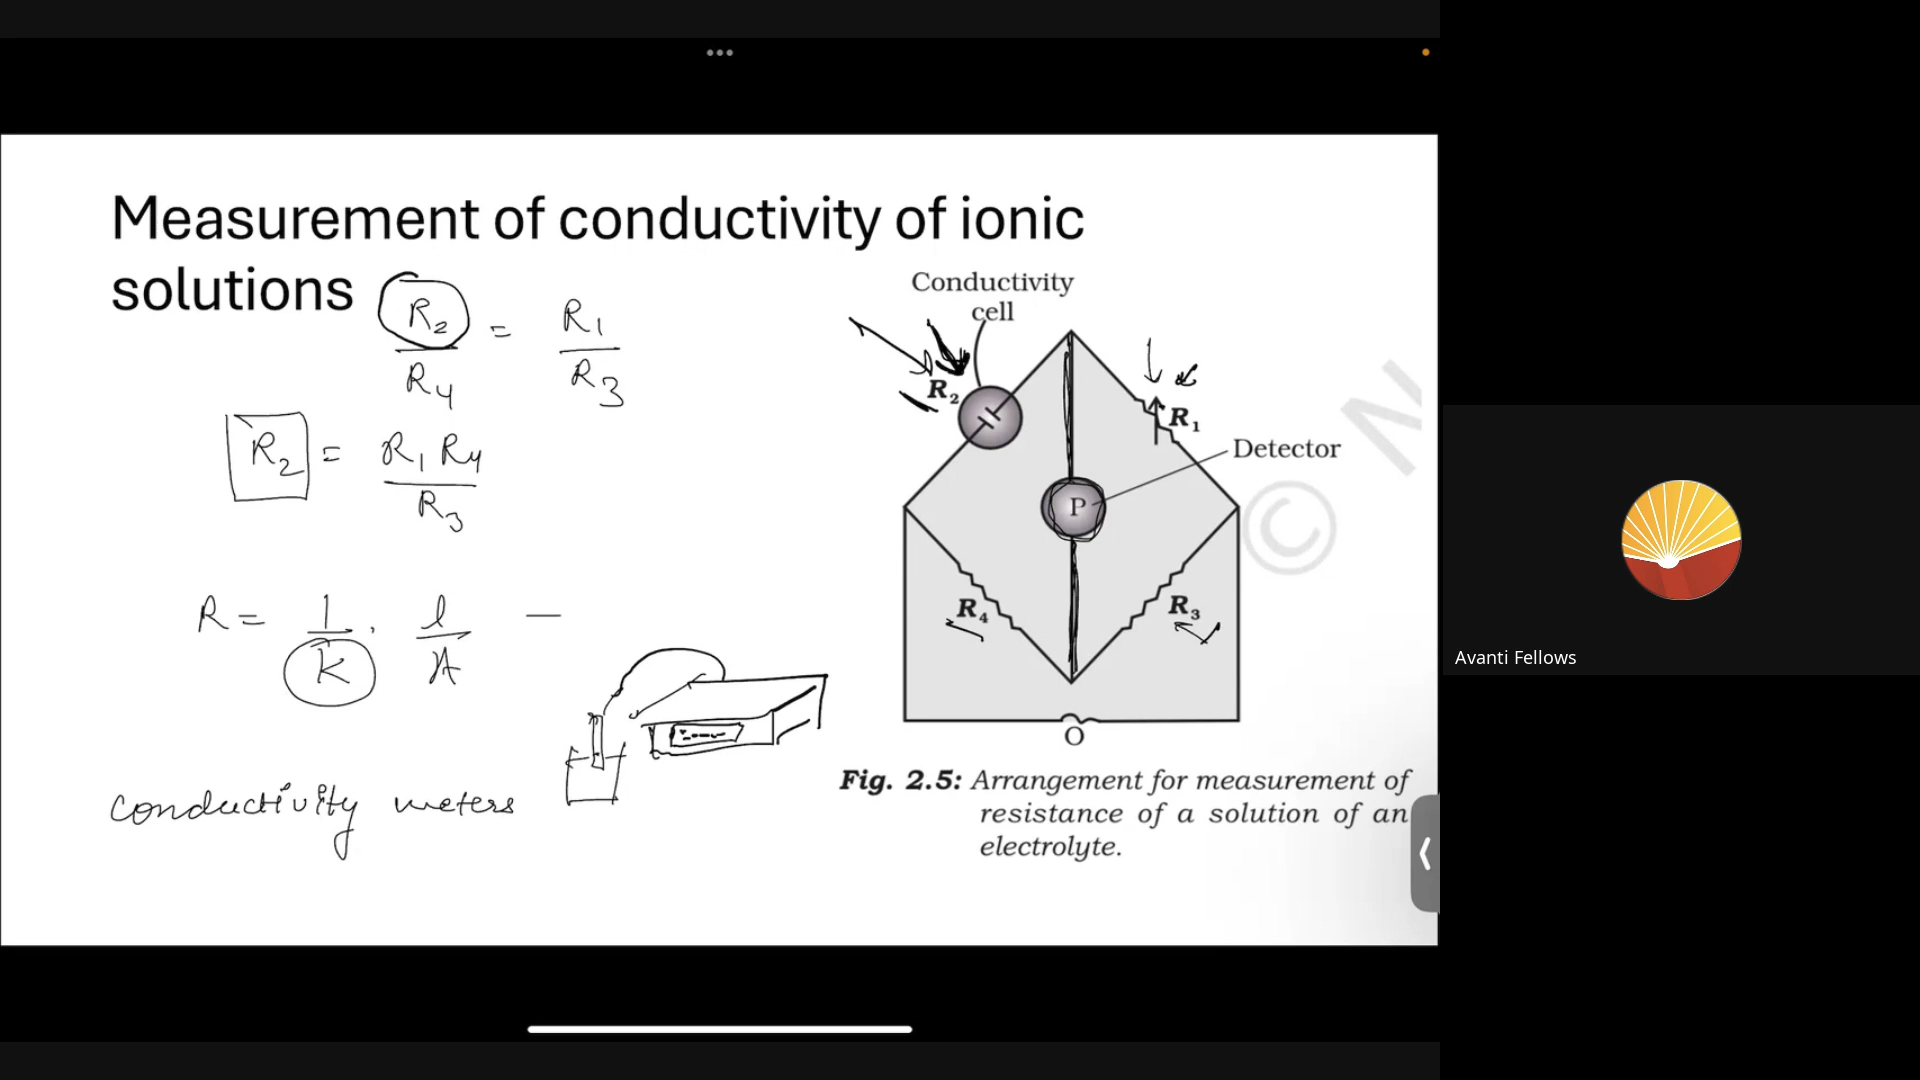 Measurement of conductivity of ionic
solutions
R₂ / R₄ = R₁ / R₃
R₂ = R₁ R₄ / R₃
R = 1 / K . l / A —
conductivity meters
Conductivity
cell
R₂
R₁
Detector
P
R₄
R₃
O
© N
Fig. 2.5: Arrangement for measurement of
resistance of a solution of an
electrolyte.
Avanti Fellows